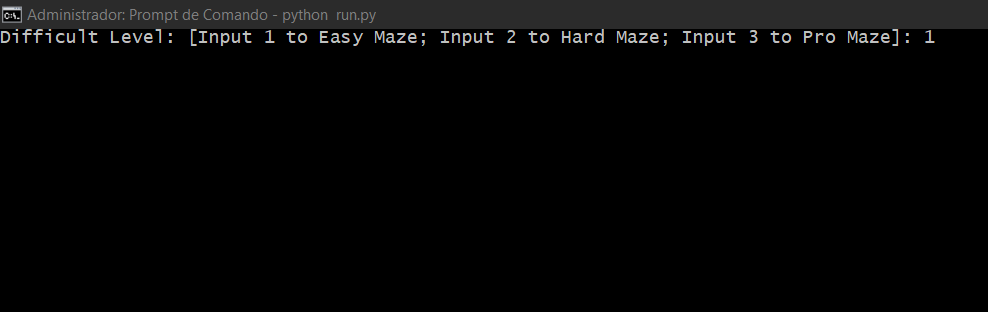 Administrador: Prompt de Comando - python  run.py
Difficult Level: [Input 1 to Easy Maze; Input 2 to Hard Maze; Input 3 to Pro Maze]: 1